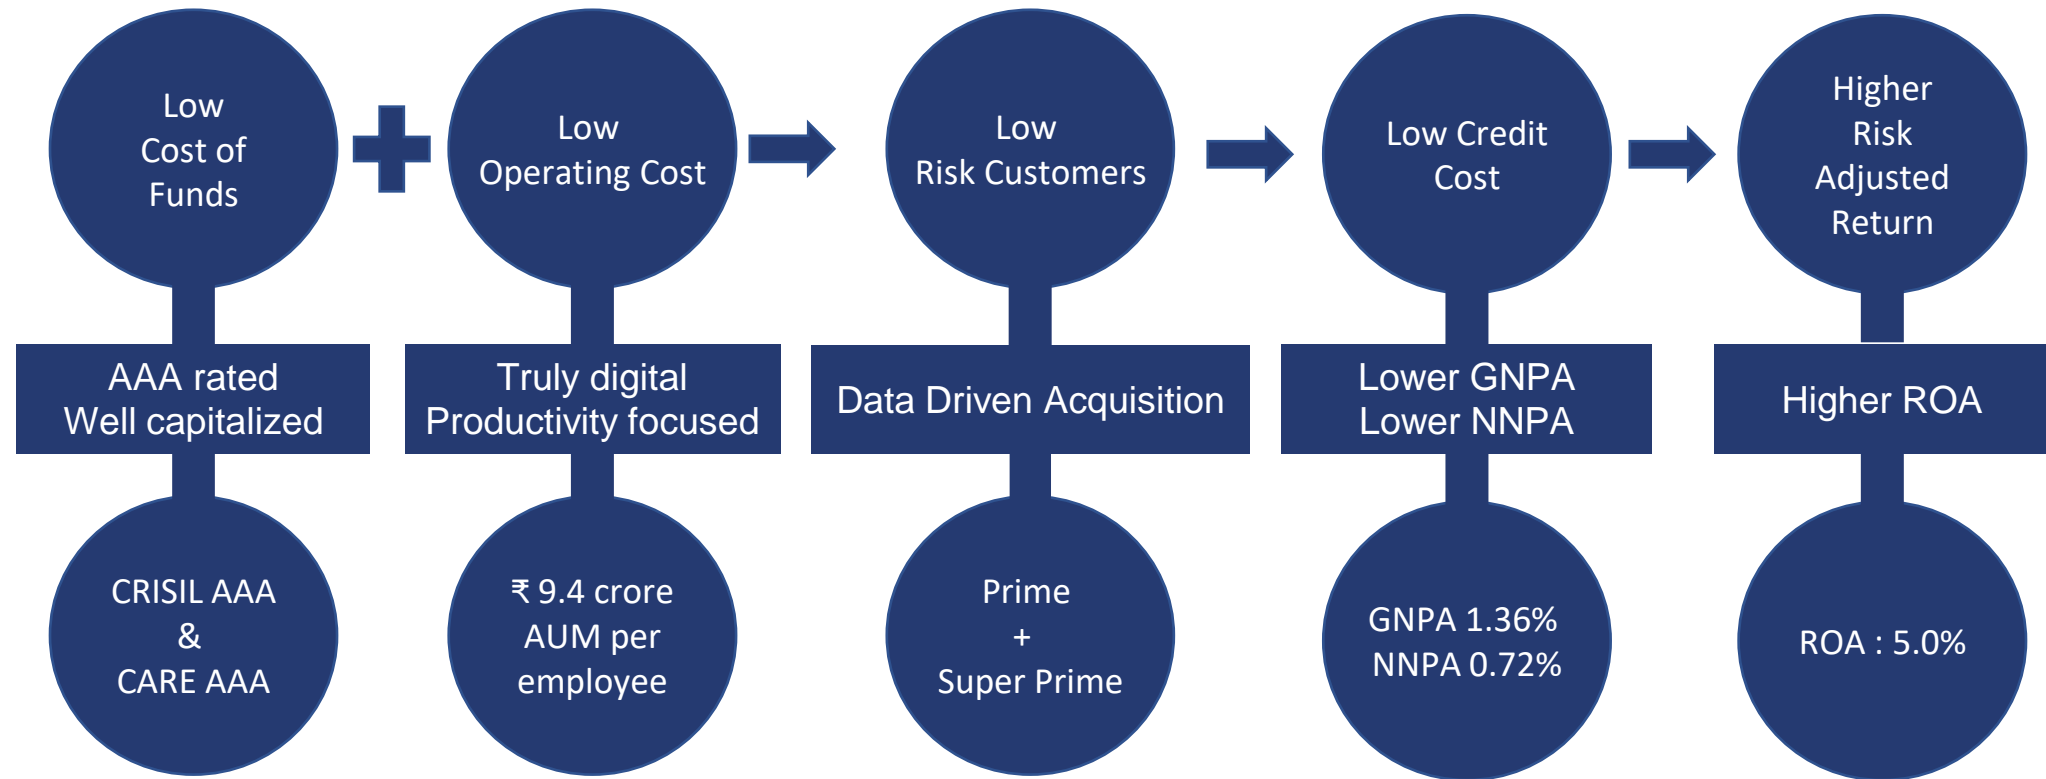 Low
Cost of
Funds
Low
Operating Cost
Low
Risk Customers
Low Credit
Cost
Higher
Risk
Adjusted
Return
AAA rated
Well capitalized
Truly digital
Productivity focused
Data Driven Acquisition
Lower GNPA
Lower NNPA
Higher ROA
CRISIL AAA
&
CARE AAA
₹ 9.4 crore
AUM per
employee
Prime
+
Super Prime
GNPA 1.36%
NNPA 0.72%
ROA : 5.0%